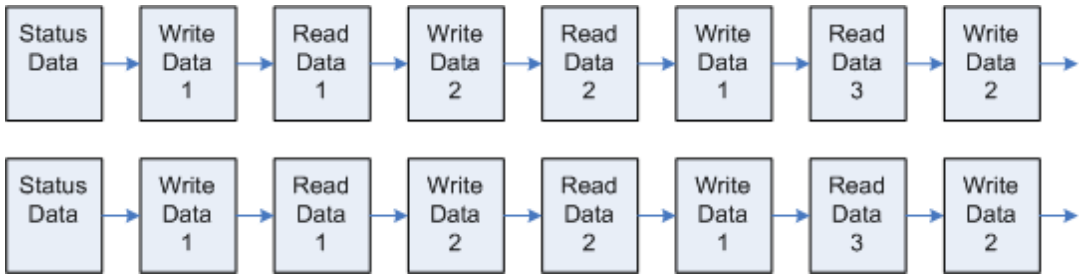 Status
Data
Write
Data
1
Read
Data
1
Write
Data
2
Read
Data
2
Write
Data
1
Read
Data
3
Write
Data
2
Status
Data
Write
Data
1
Read
Data
1
Write
Data
2
Read
Data
2
Write
Data
1
Read
Data
3
Write
Data
2